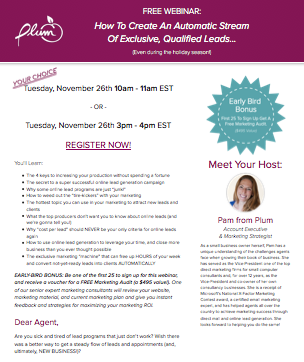 plum
FREE WEBINAR:
How To Create An Automatic Stream
Of Exclusive, Qualified Leads...
(Even during the holiday season!)
YOUR CHOICE
Tuesday, November 26th 10am - 11am EST
- OR -
Tuesday, November 26th 3pm - 4pm EST
REGISTER NOW!
You'll Learn:
The 4 keys to increasing your production without spending a fortune
The secret to a super successful online lead generation campaign
Why some online lead programs are just "junk"
How to weed out the "tire-kickers" with your marketing
The hottest topics you can use in your marketing to attract new leads and
clients
What the top producers don't want you to know about online leads (and
we're gonna tell you!)
Why "cost per lead" should NEVER be your only criteria for online leads
again
How to use online lead generation to leverage your time, and close more
business than you ever thought possible
The exclusive marketing "machine" that can free up HOURS of your week
and convert not-yet-ready leads into clients AUTOMATICALLY
EARLY-BIRD BONUS: Be one of the first 25 to sign up for this webinar,
and receive a voucher for a FREE Marketing Audit (a $495 value!). One
of our senior expert marketing consultants will review your website,
marketing material, and current marketing plan and give you instant
feedback and strategies for maximizing your marketing ROI.
Dear Agent,
Are you sick and tired of lead programs that just don't work? Wish there
was a better way to get a steady flow of leads and appointments (and,
ultimately, NEW BUSINESS)?
Early Bird
Bonus
First 25 To Sign Up Get A
Free Marketing Audit
Meet Your Host:
Pam from Plum
Account Executive
& Marketing Strategist
As a small business owner herself, Pam has a
unique understanding of the challenges agents
face when growing their book of business. She
has served as the Vice-President one of the top
direct marketing firms for small computer
consultants and, for over 12 years, as the
Vice President and co-owner of her own
consultancy businesses. She is a recipient of
Microsoft's National E-Factor Marketing
Contest award, a certified email marketing
expert, and has helped agents all over the
country to achieve marketing success through
direct mail and online lead-generation. She
looks forward to helping you do the same!